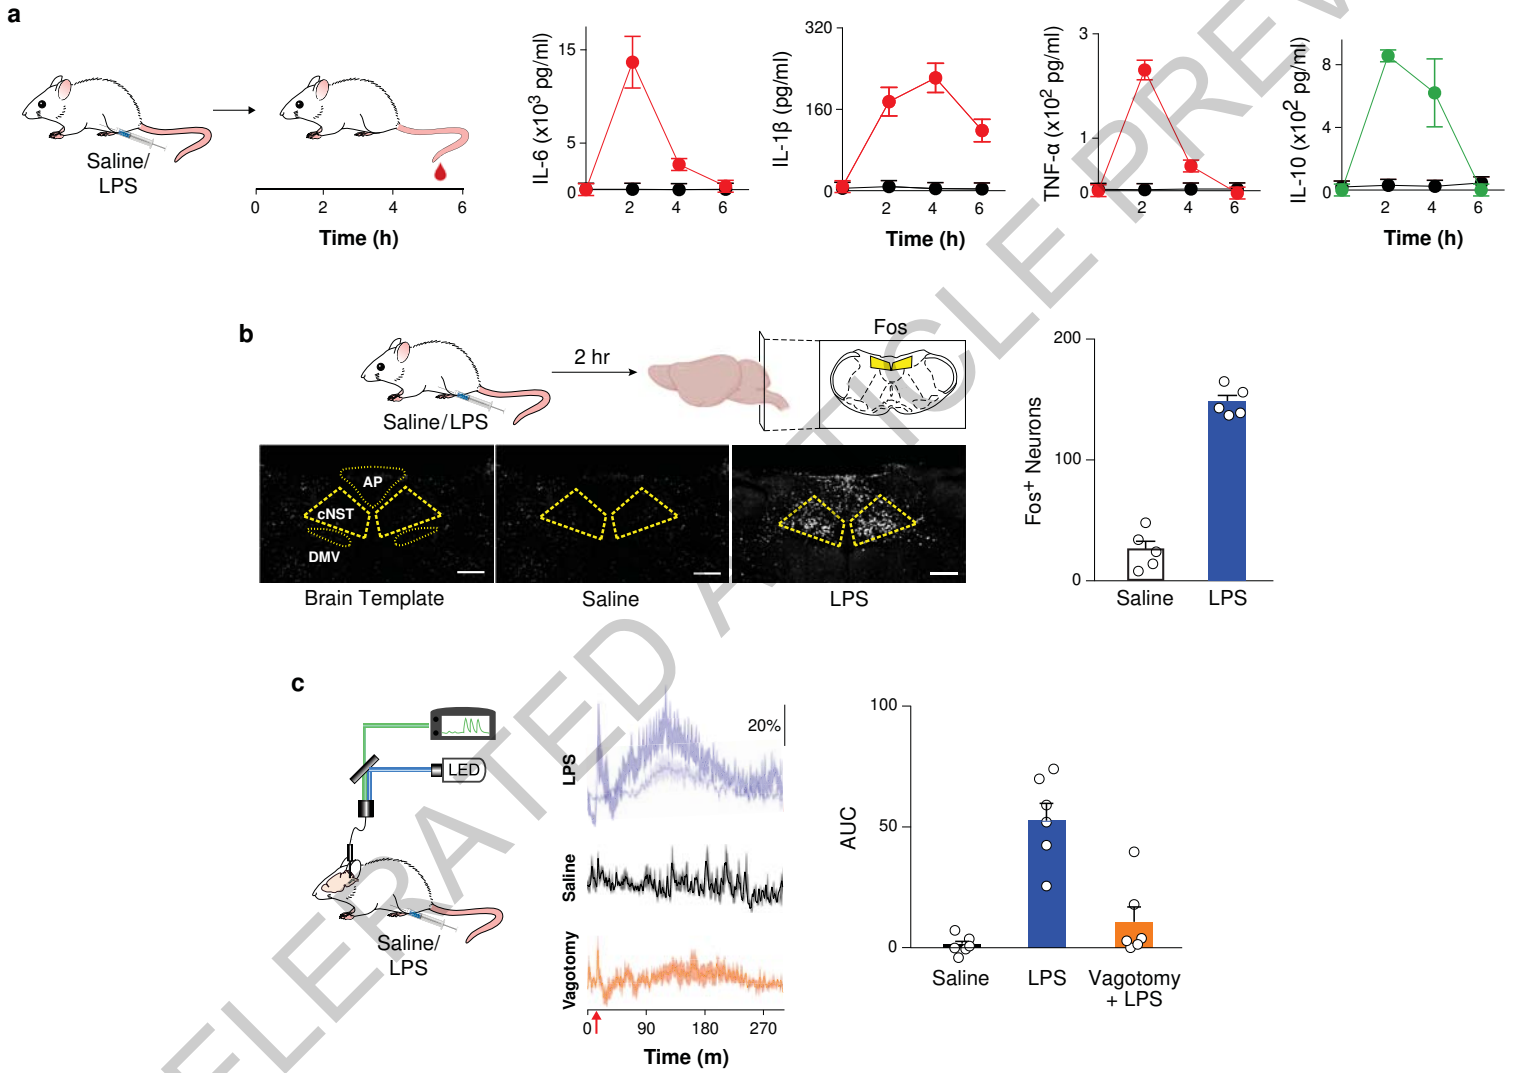 a
Saline/
LPS
0 2 4 6
Time (h)
IL-6 (x10³ pg/ml)
15
5
0
2 4 6
IL-1β (pg/ml)
320
160
0
2 4 6
Time (h)
TNF-α (x10² pg/ml)
3
1
0
2 4 6
IL-10 (x10² pg/ml)
8
4
0
2 4 6
Time (h)
b
Saline/LPS
2 hr
Fos
AP
cNST
DMV
Brain Template
Saline
LPS
Fos⁺ Neurons
200
100
0
Saline LPS
c
LED
Saline/
LPS
LPS
20%
Saline
Vagotomy
0 90 180 270
Time (m)
AUC
100
50
0
Saline LPS Vagotomy
+ LPS
ELERATED ARTICLE PREV